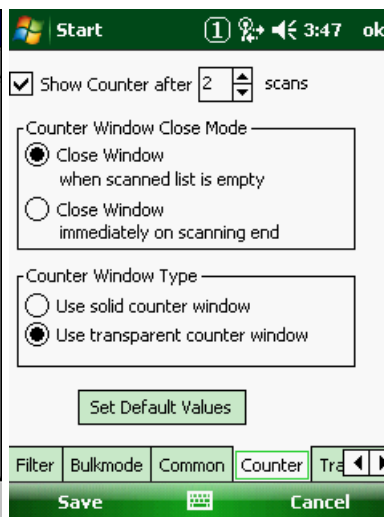 Start 1 3:47 ok
Show Counter after 2 scans
Counter Window Close Mode
Close Window
when scanned list is empty
Close Window
immediately on scanning end
Counter Window Type
Use solid counter window
Use transparent counter window
Set Default Values
Filter Bulkmode Common Counter Tra
Save Cancel